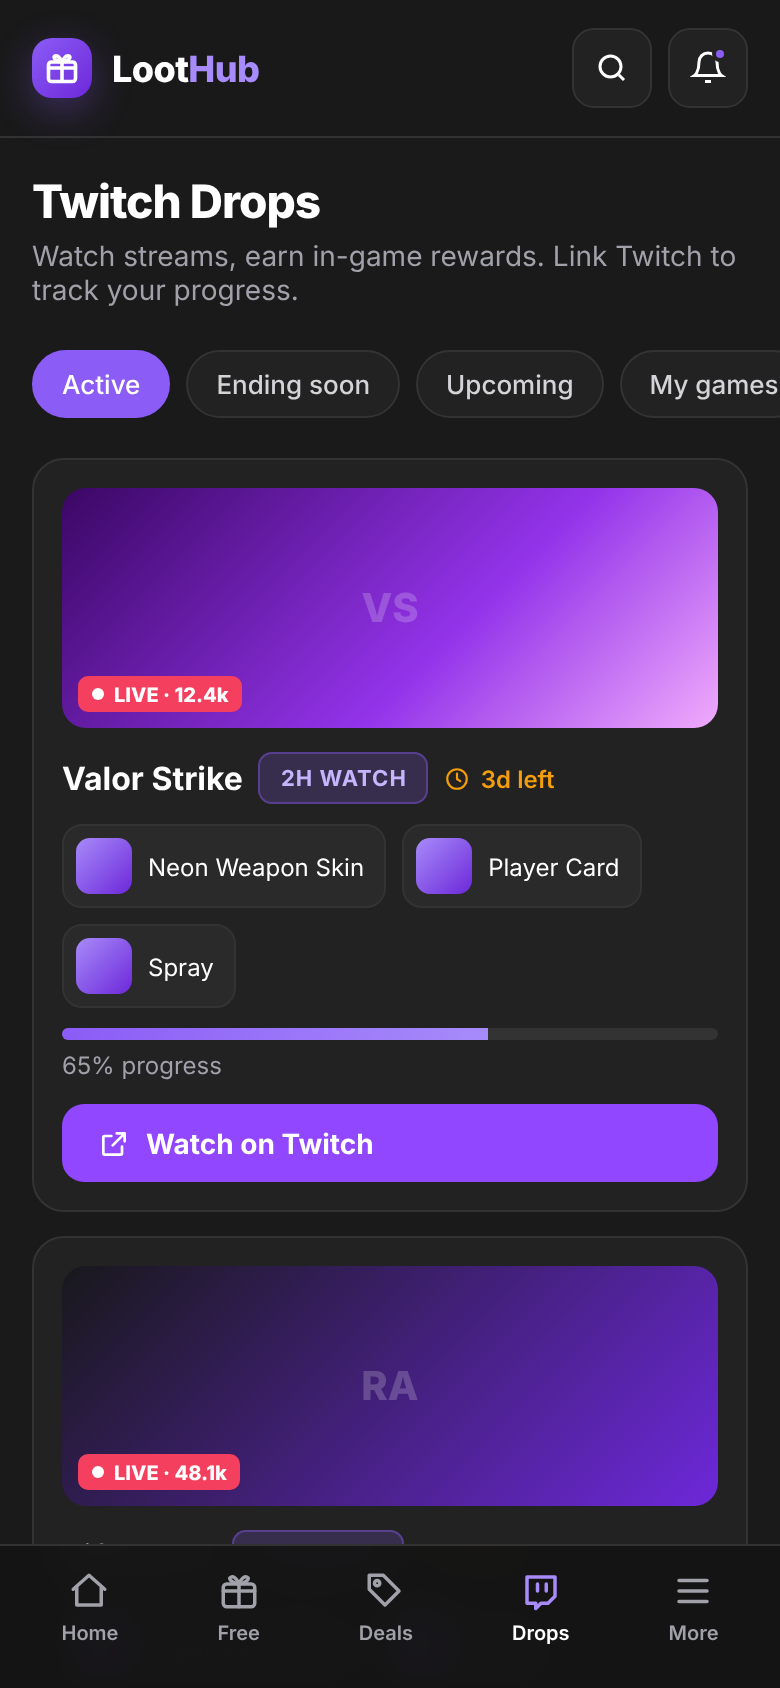 LootHub
Twitch Drops
Watch streams, earn in-game rewards. Link Twitch to
track your progress.
Active
Ending soon
Upcoming
My games
VS
LIVE · 12.4k
Valor Strike
2H WATCH
3d left
Neon Weapon Skin
Player Card
Spray
65% progress
Watch on Twitch
RA
LIVE · 48.1k
Home
Free
Deals
Drops
More